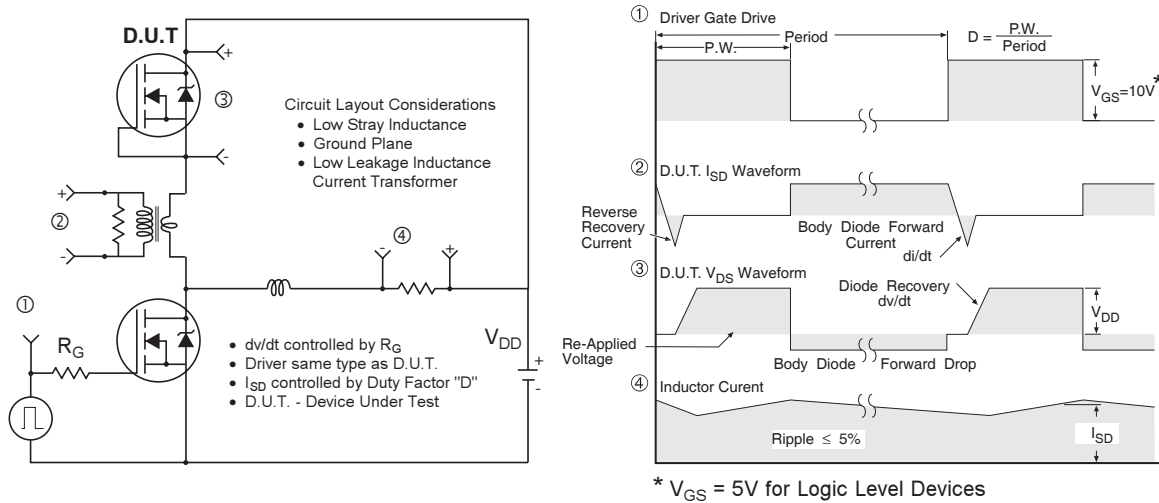 D.U.T
+
③
-
Circuit Layout Considerations
• Low Stray Inductance
• Ground Plane
• Low Leakage Inductance
Current Transformer
+
②
-
④
- +
①
R_G
• dv/dt controlled by R_G
• Driver same type as D.U.T.
• I_SD controlled by Duty Factor "D"
• D.U.T. - Device Under Test
V_DD
+
-
① Driver Gate Drive
P.W.
Period
D = P.W. / Period
V_GS=10V*
② D.U.T. I_SD Waveform
Reverse
Recovery
Current
Body Diode Forward
Current
di/dt
③ D.U.T. V_DS Waveform
Diode Recovery
dv/dt
V_DD
Re-Applied
Voltage
Body Diode Forward Drop
④ Inductor Curent
Ripple ≤ 5%
I_SD
* V_GS = 5V for Logic Level Devices